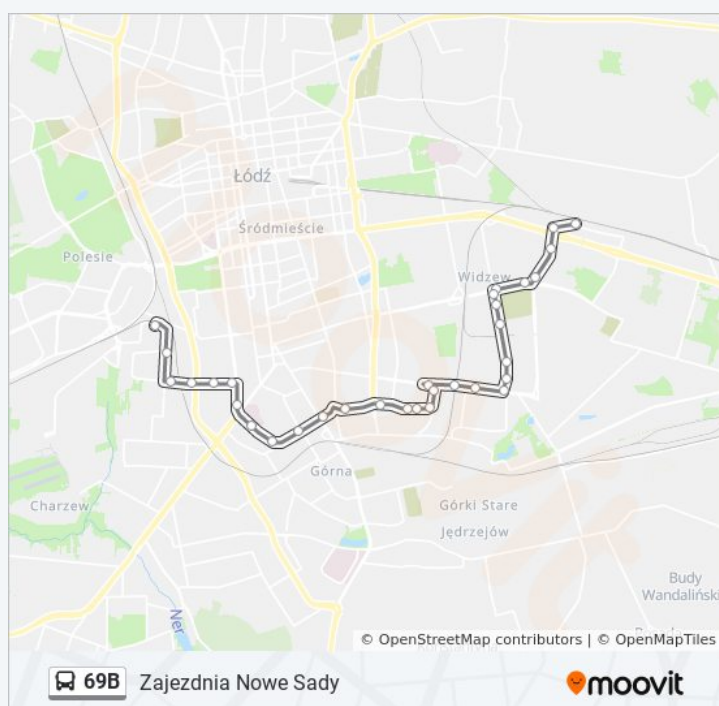 Łódź
Śródmieście
Polesie
Widzew
Górna
Charzew
Górki Stare
Jędrzejów
Budy
Wandalińsk
Ner
© OpenStreetMap contributors | © OpenMapTiles
69B Zajezdnia Nowe Sady
moovit